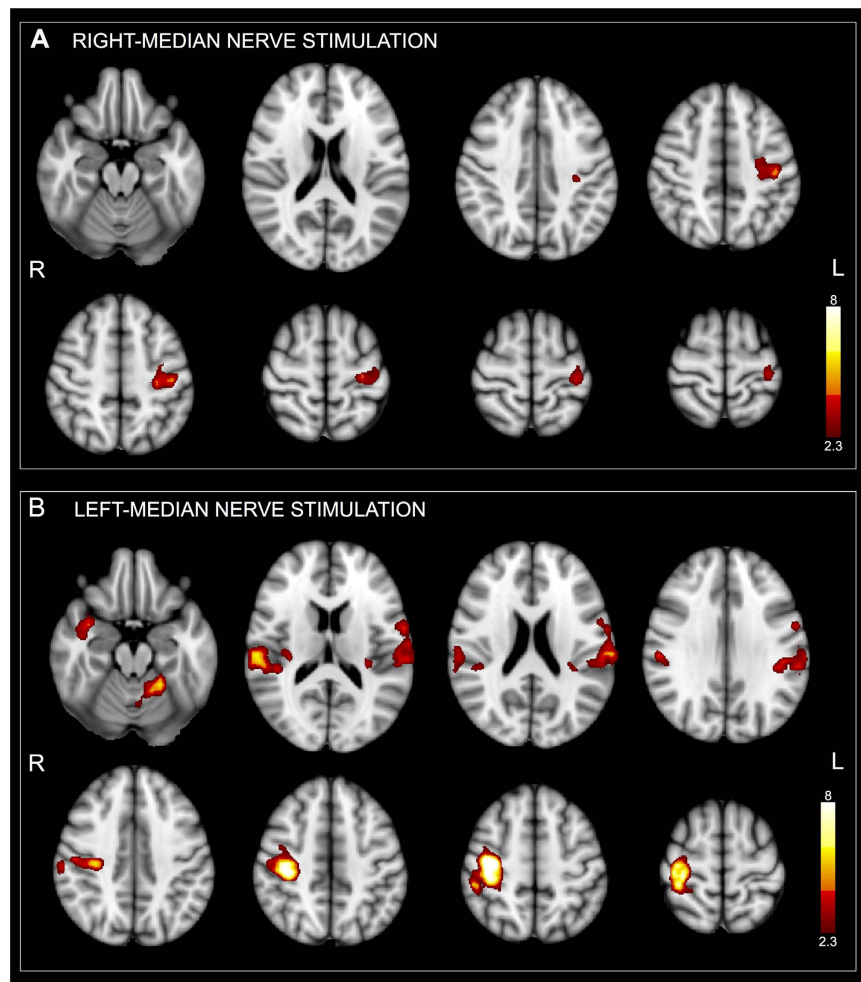 A RIGHT-MEDIAN NERVE STIMULATION
R
L
8
2.3
B LEFT-MEDIAN NERVE STIMULATION
R
L
8
2.3